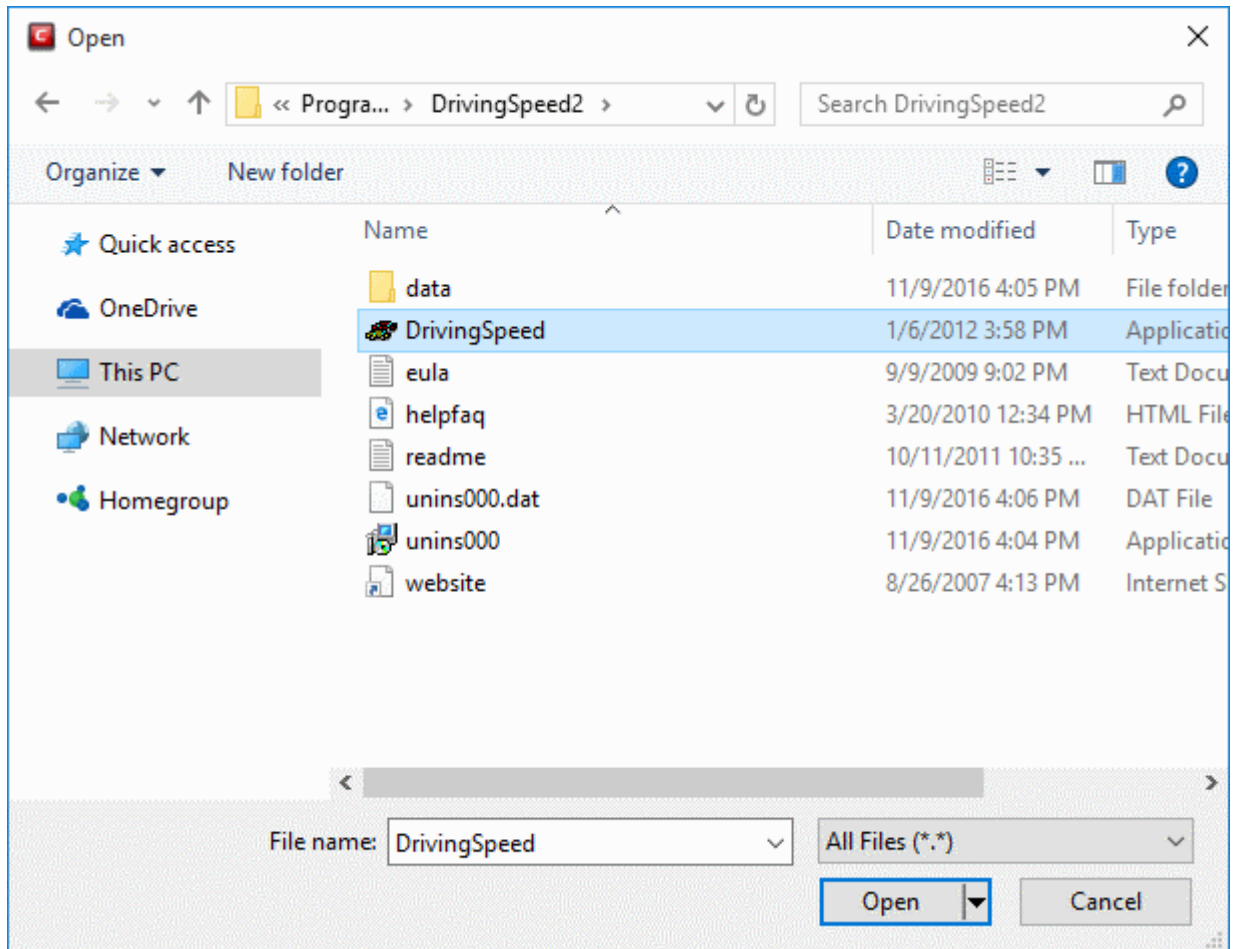 Open
« Progra... › DrivingSpeed2 › Search DrivingSpeed2
Organize New folder
Name Date modified Type
Quick access
OneDrive
This PC
Network
Homegroup
data 11/9/2016 4:05 PM File folder
DrivingSpeed 1/6/2012 3:58 PM Applicatio
eula 9/9/2009 9:02 PM Text Docu
helpfaq 3/20/2010 12:34 PM HTML File
readme 10/11/2011 10:35 ... Text Docu
unins000.dat 11/9/2016 4:06 PM DAT File
unins000 11/9/2016 4:04 PM Applicatio
website 8/26/2007 4:13 PM Internet S
File name: DrivingSpeed All Files (*.*)
Open Cancel